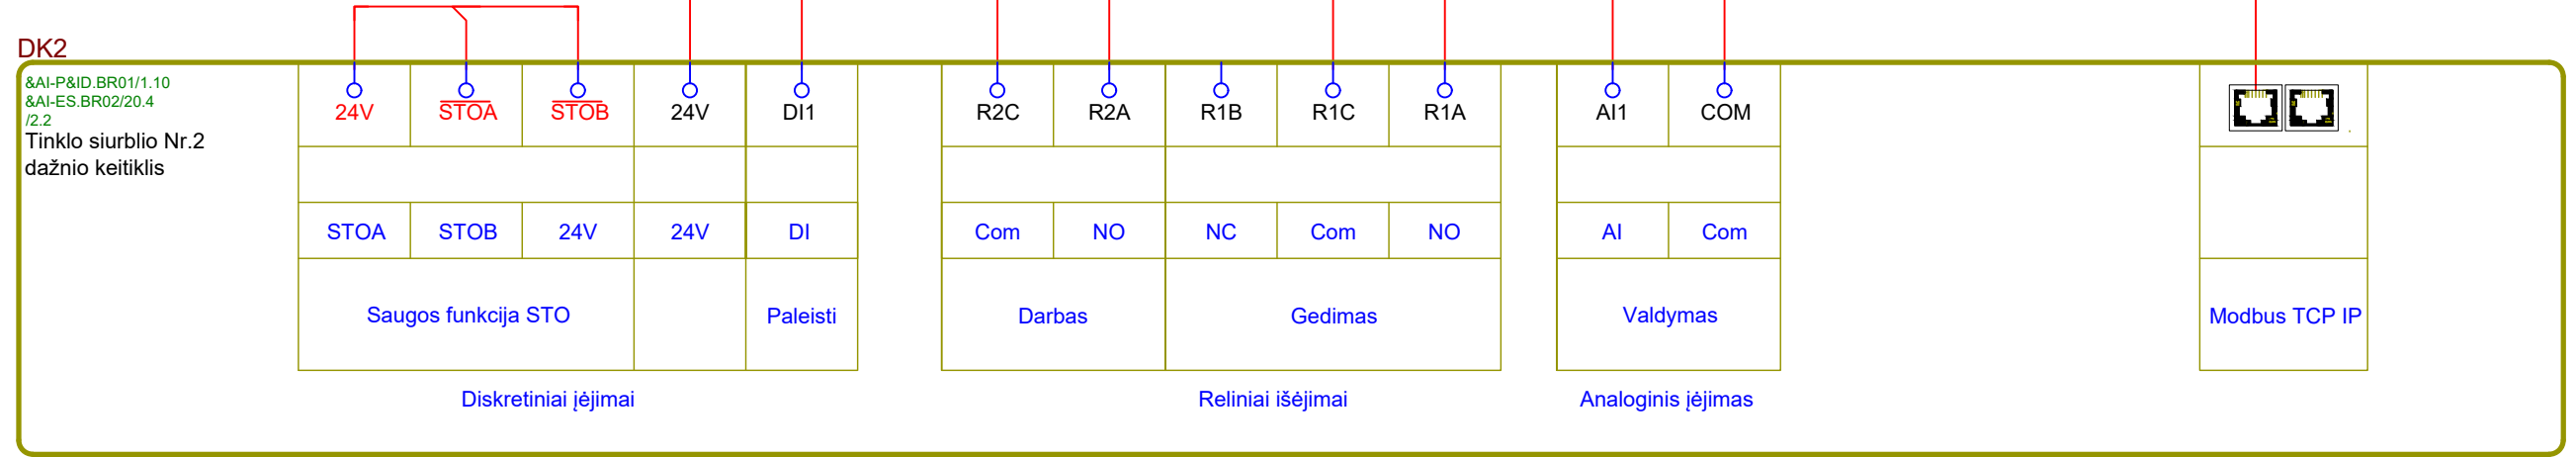 DK2
&AI-P&ID.BR01/1.10
&AI-ES.BR02/20.4
/2.2
Tinklo siurblio Nr.2
dažnio keitiklis
24V STOA STOB 24V DI1 R2C R2A R1B R1C R1A AI1 COM
STOA STOB 24V 24V DI Com NO NC Com NO AI Com
Saugos funkcija STO Paleisti Darbas Gedimas Valdymas Modbus TCP IP
Diskretiniai įėjimai Reliniai išėjimai Analoginis įėjimas